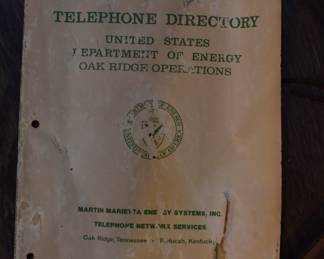 TELEPHONE DIRECTORY
UNITED STATES
DEPARTMENT OF ENERGY
OAK RIDGE OPERATIONS
MARTIN MARIETTA ENERGY SYSTEMS, INC.
TELEPHONE NETWORK SERVICES
Oak Ridge, Tennessee • Paducah, Kentucky